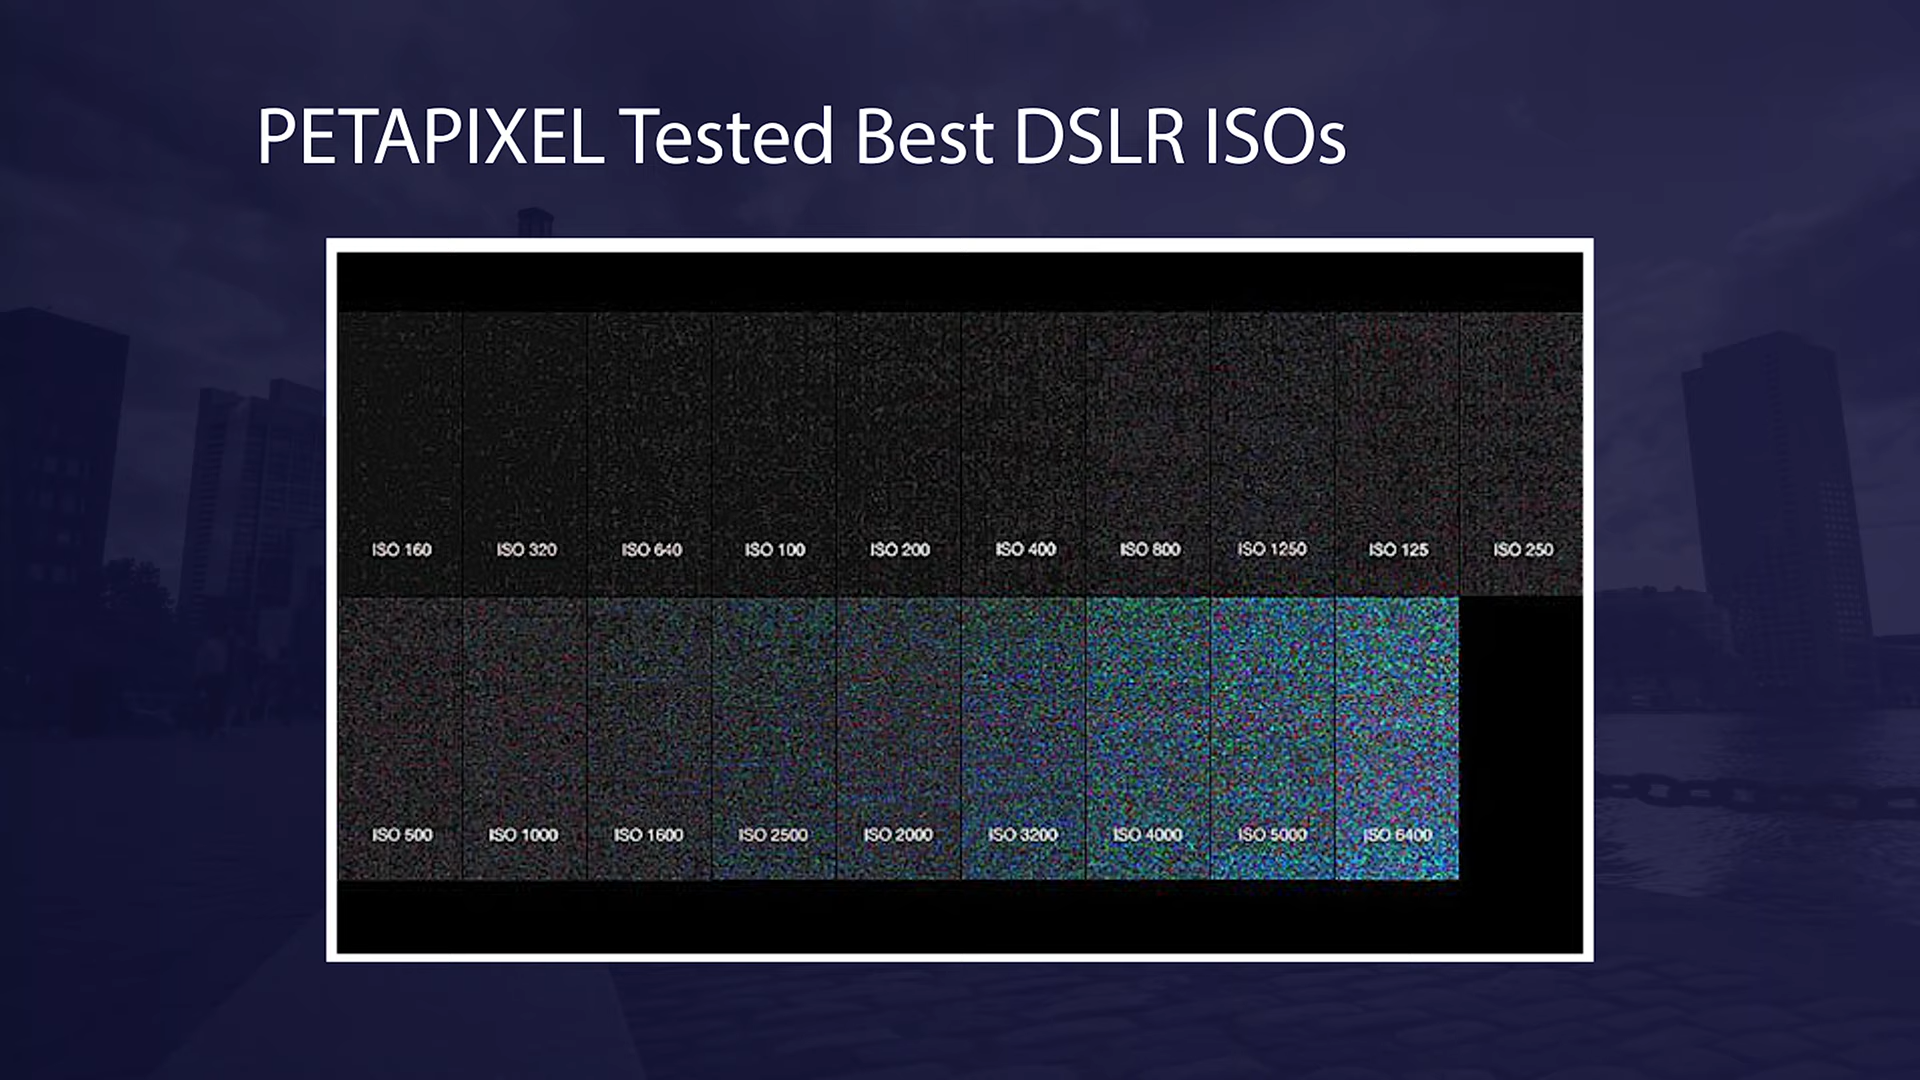 PETAPIXEL Tested Best DSLR ISOs
ISO 160 ISO 320 ISO 640 ISO 100 ISO 200 ISO 400 ISO 800 ISO 1250 ISO 125 ISO 250
ISO 500 ISO 1000 ISO 1600 ISO 2500 ISO 2000 ISO 3200 ISO 4000 ISO 5000 ISO 6400